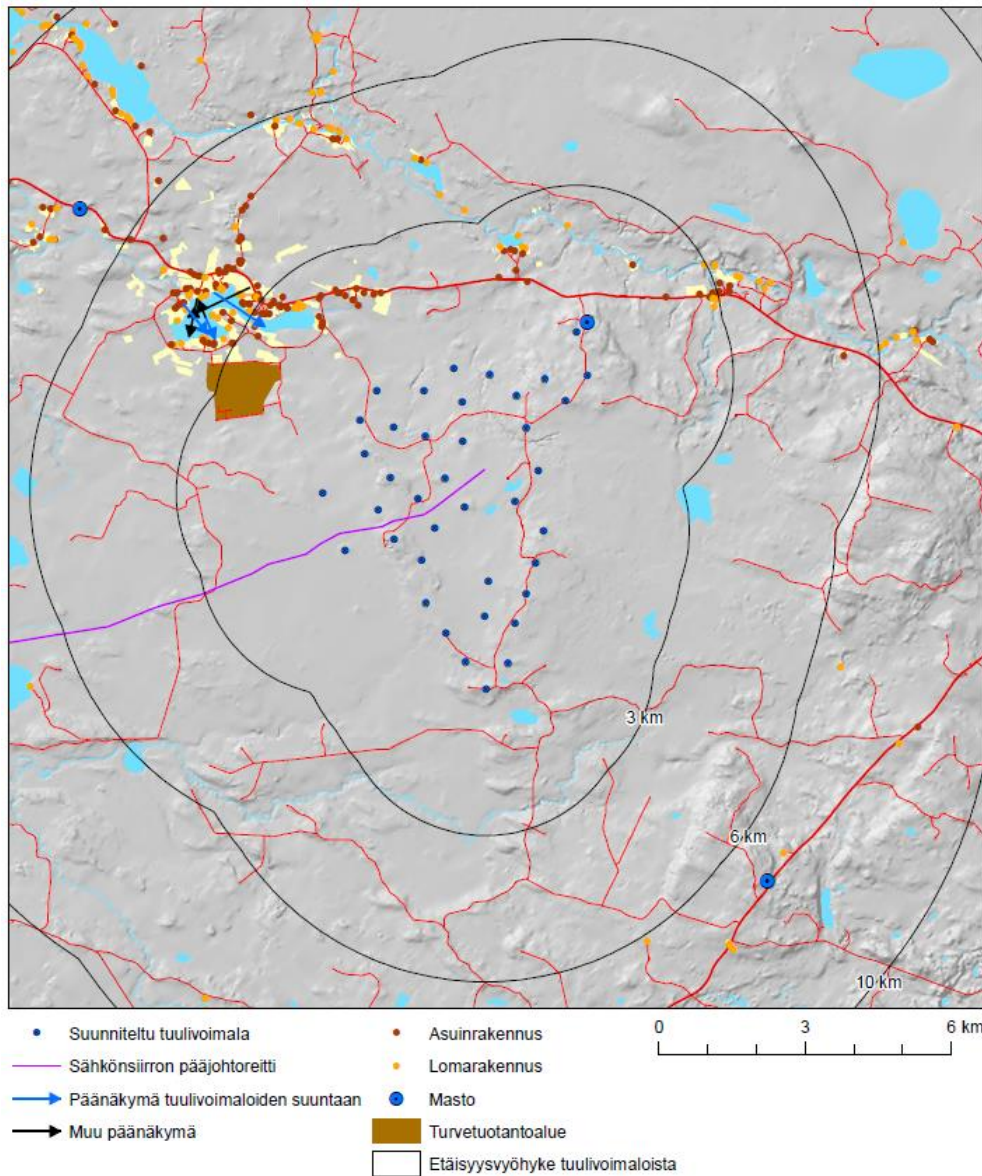 3 km
6 km
10 km
Suunniteltu tuulivoimala
Sähkönsiirron pääjohtoreitti
Päänäkymä tuulivoimaloiden suuntaan
Muu päänäkymä
Asuinrakennus
Lomarakennus
Masto
Turvetuotantoalue
Etäisyysvyöhyke tuulivoimaloista
0 3 6 km